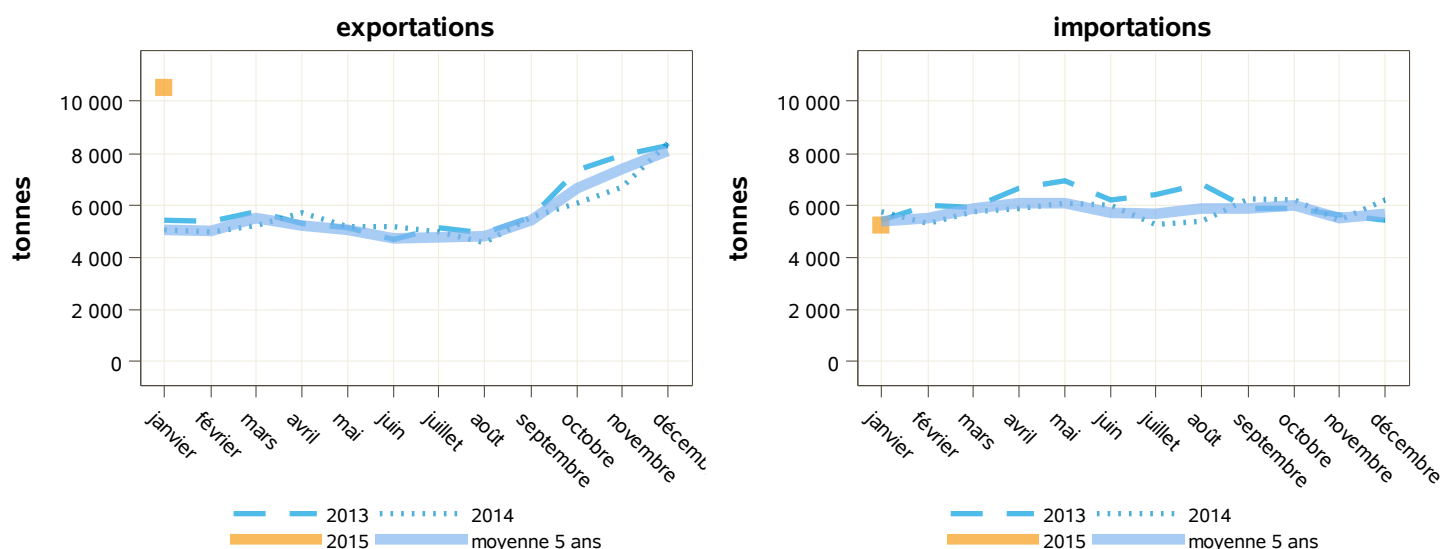 exportations
tonnes
10 000
8 000
6 000
4 000
2 000
0
janvier
février
mars
avril
mai
juin
juillet
août
septembre
octobre
novembre
décemb
2013
2014
2015
moyenne 5 ans
importations
tonnes
10 000
8 000
6 000
4 000
2 000
0
janvier
février
mars
avril
mai
juin
juillet
août
septembre
octobre
novembre
décembre
2013
2014
2015
moyenne 5 ans